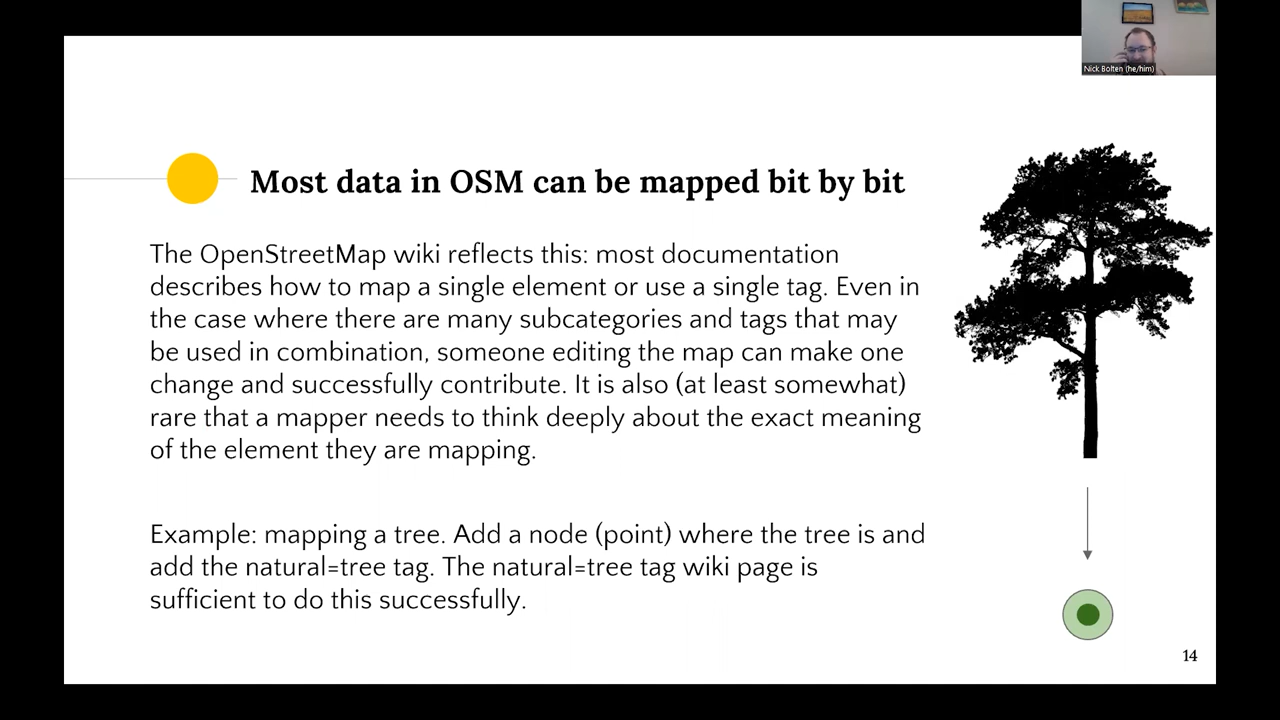 Nick Bolten (he/him)
Most data in OSM can be mapped bit by bit
The OpenStreetMap wiki reflects this: most documentation
describes how to map a single element or use a single tag. Even in
the case where there are many subcategories and tags that may
be used in combination, someone editing the map can make one
change and successfully contribute. It is also (at least somewhat)
rare that a mapper needs to think deeply about the exact meaning
of the element they are mapping.
Example: mapping a tree. Add a node (point) where the tree is and
add the natural=tree tag. The natural=tree tag wiki page is
sufficient to do this successfully.
14